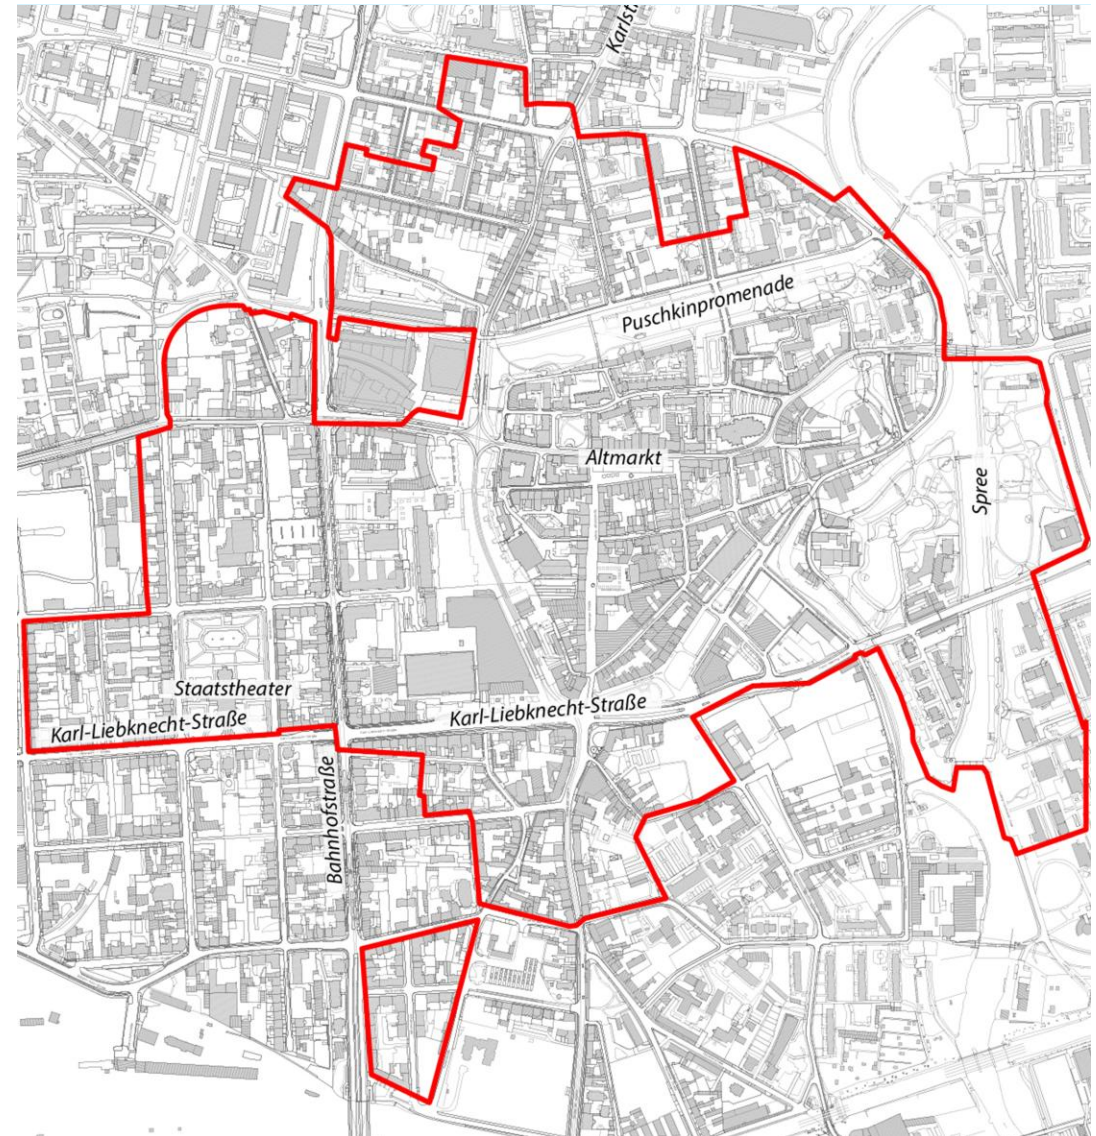 Karlst
Puschkinpromenade
Altmarkt
Spree
Staatstheater
Karl-Liebknecht-Straße
Karl-Liebknecht-Straße
Bahnhofstraße